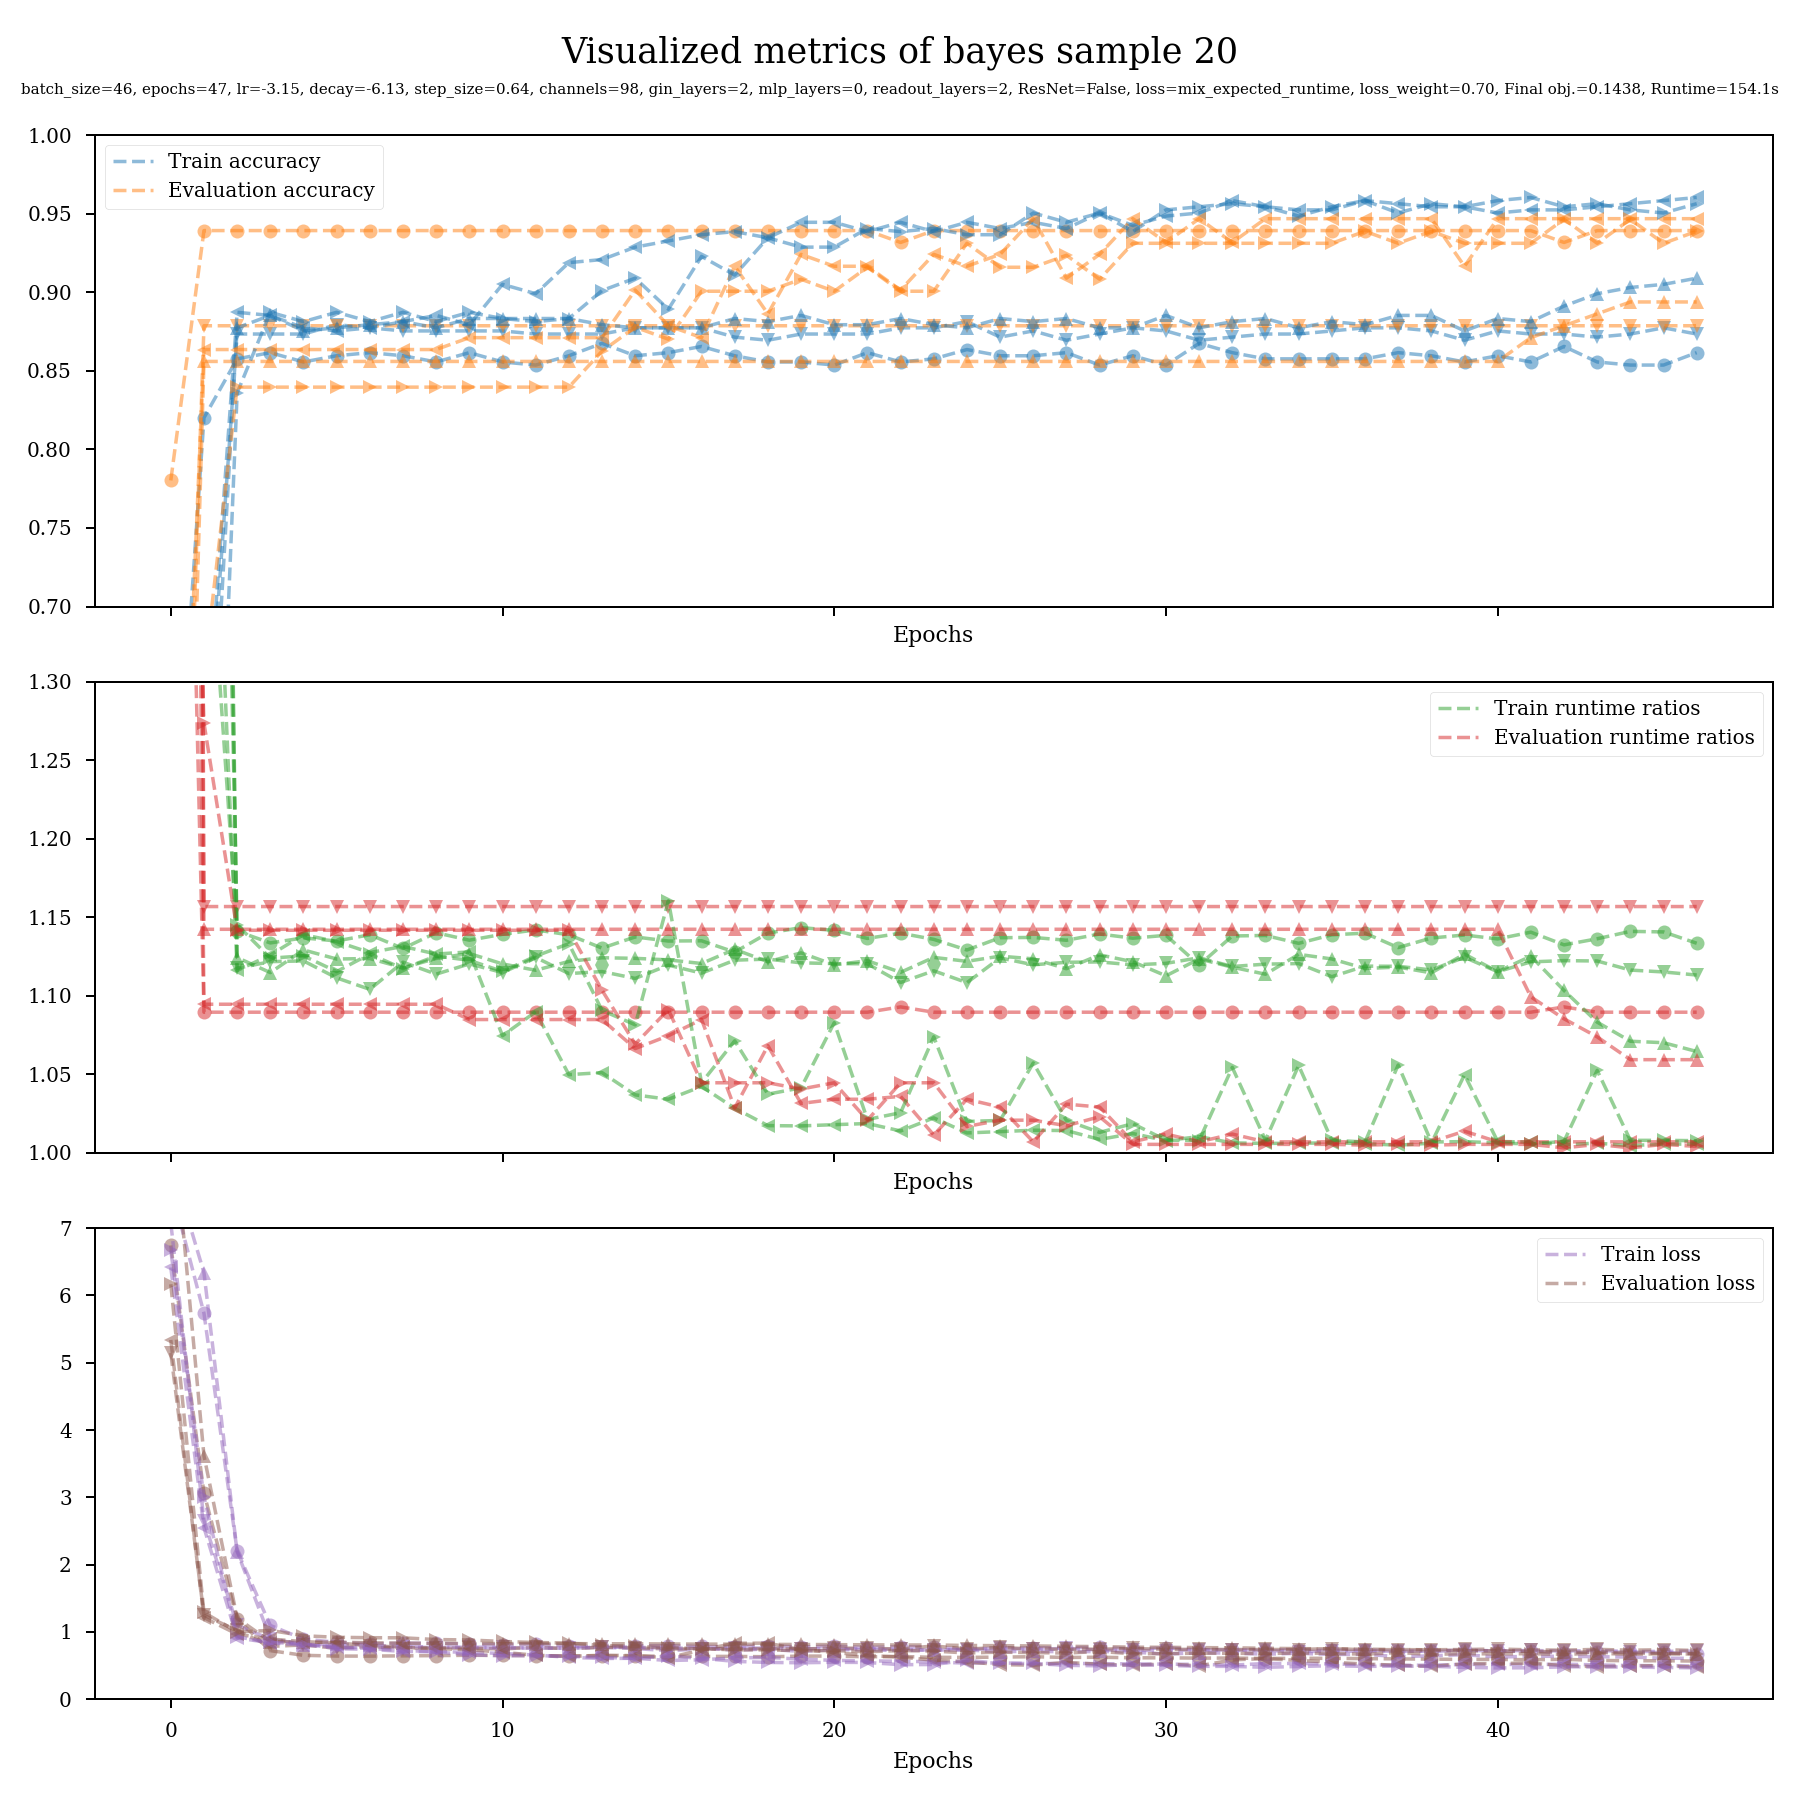 Visualized metrics of bayes sample 20
batch_size=46, epochs=47, lr=-3.15, decay=-6.13, step_size=0.64, channels=98, gin_layers=2, mlp_layers=0, readout_layers=2, ResNet=False, loss=mix_expected_runtime, loss_weight=0.70, Final obj.=0.1438, Runtime=154.1s
1.00
0.95
0.90
0.85
0.80
0.75
0.70
Train accuracy
Evaluation accuracy
Epochs
1.30
1.25
1.20
1.15
1.10
1.05
1.00
Train runtime ratios
Evaluation runtime ratios
Epochs
7
6
5
4
3
2
1
0
Train loss
Evaluation loss
0 10 20 30 40
Epochs